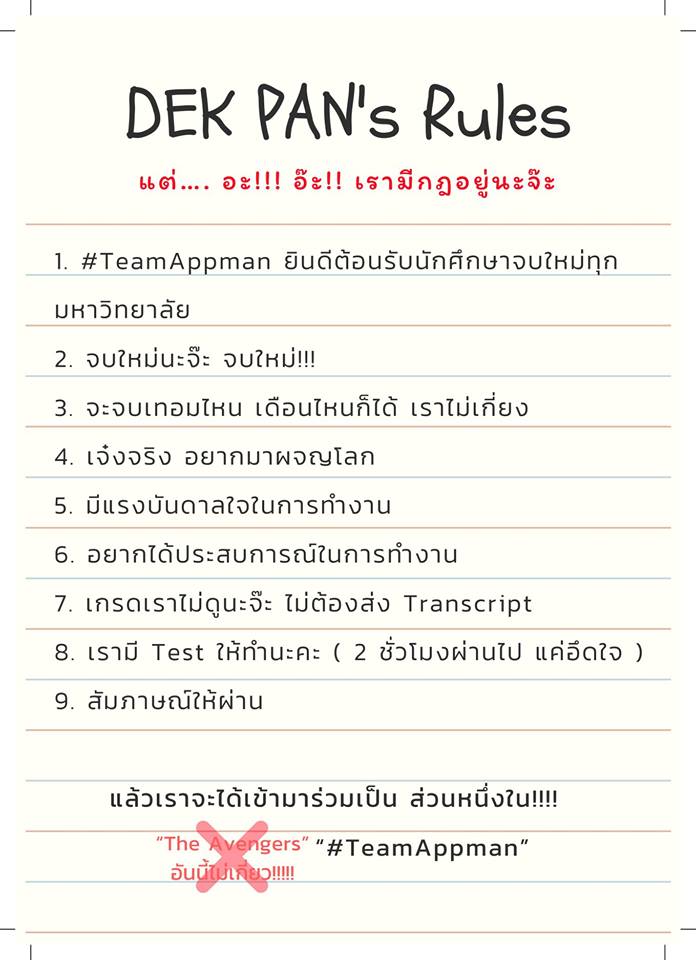 DEK PAN's Rules
แต่.... อะ!!! อ๊ะ!! เรามีกฎอยู่นะจ๊ะ
1. #TeamAppman ยินดีต้อนรับนักศึกษาจบใหม่ทุก
มหาวิทยาลัย
2. จบใหม่นะจ๊ะ จบใหม่!!!
3. จะจบเทอมไหน เดือนไหนก็ได้ เราไม่เกี่ยง
4. เจ๋งจริง อยากมาผจญโลก
5. มีแรงบันดาลใจในการทำงาน
6. อยากได้ประสบการณ์ในการทำงาน
7. เกรดเราไม่ดูนะจ๊ะ ไม่ต้องส่ง Transcript
8. เรามี Test ให้ทำนะคะ ( 2 ชั่วโมงผ่านไป แค่อึดใจ )
9. สัมภาษณ์ให้ผ่าน
แล้วเราจะได้เข้ามาร่วมเป็น ส่วนหนึ่งใน!!!!
“The Avengers” “#TeamAppman”
อันนี้ไม่เกี่ยว!!!!!